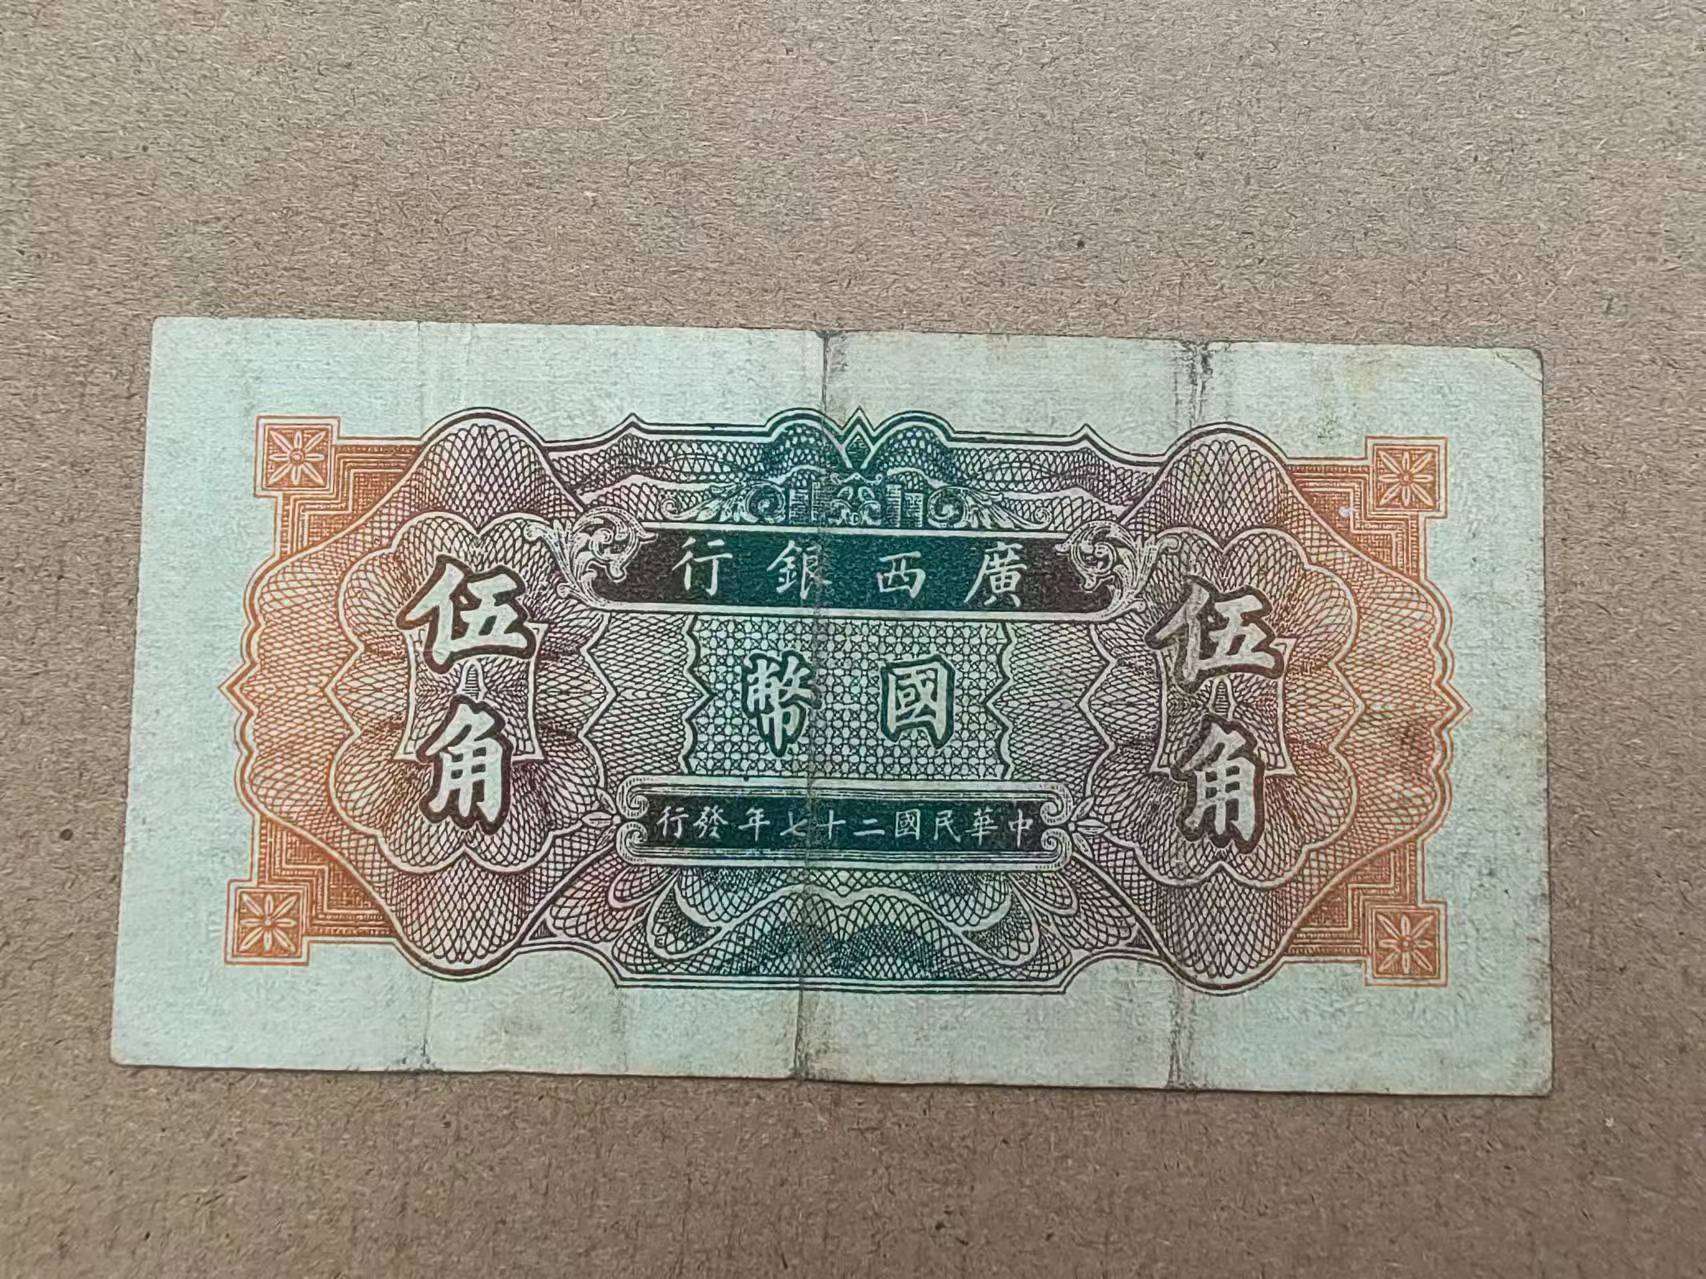 廣西銀行
國幣
伍角
伍角
中華民國二十七年發行